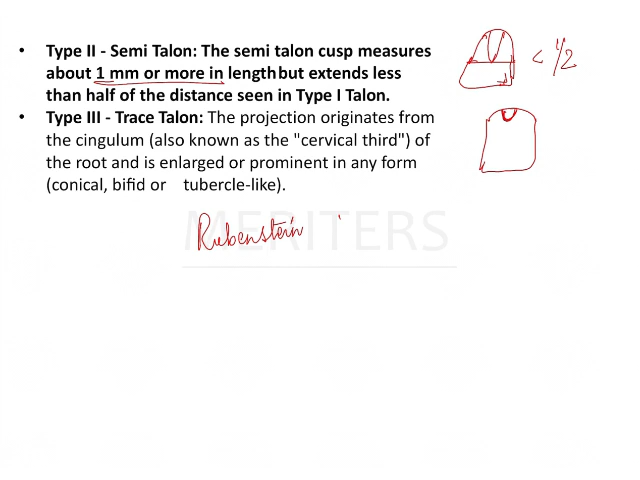 • Type II - Semi Talon: The semi talon cusp measures
about 1 mm or more in length but extends less
than half of the distance seen in Type I Talon.
• Type III - Trace Talon: The projection originates from
the cingulum (also known as the "cervical third") of
the root and is enlarged or prominent in any form
(conical, bifid or tubercle-like).
< 1/2
MERITERS
Rubenstein